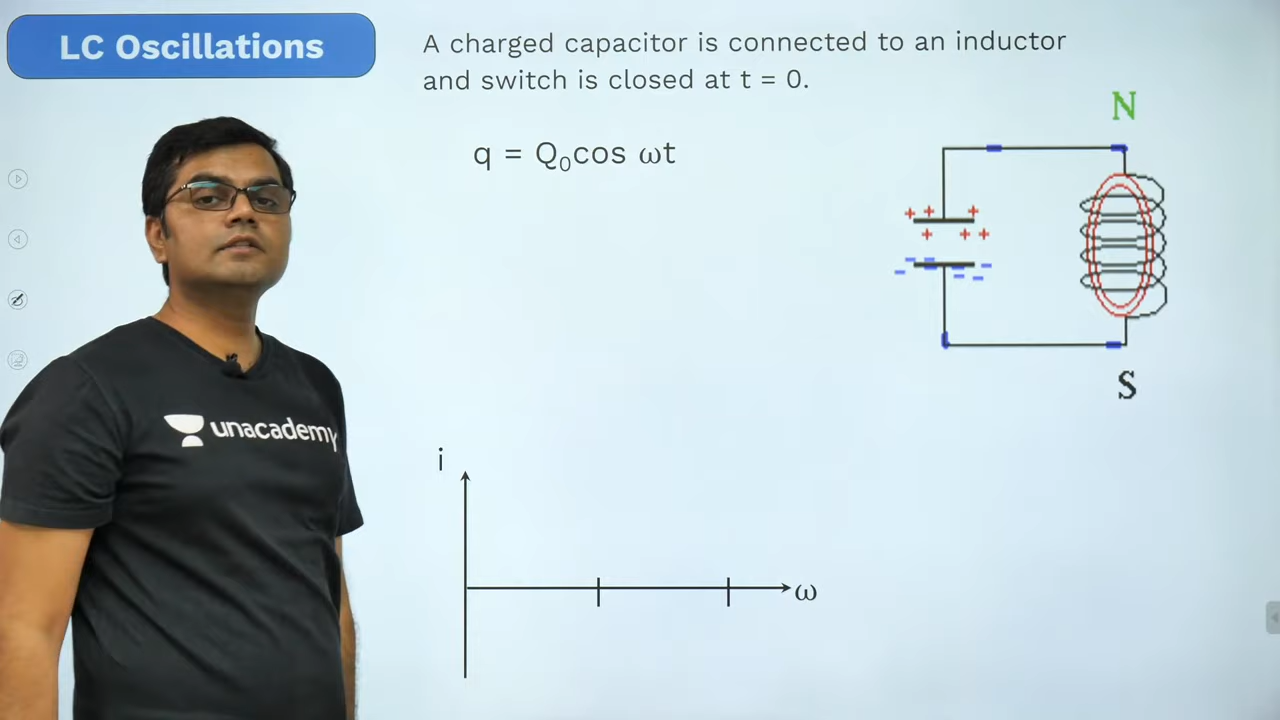 LC Oscillations
A charged capacitor is connected to an inductor
and switch is closed at t = 0.
q = Q₀cos ωt
N
+ + +
+ + +
S
unacademy
i
ω